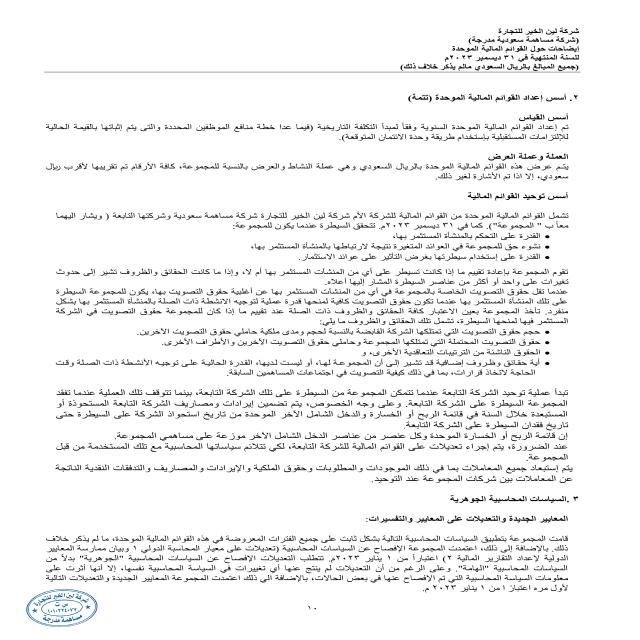 شركة لين الخير للتجارة
(شركة مساهمة سعودية مدرجة)
إيضاحات حول القوائم المالية الموحدة
للسنة المنتهية في ٣١ ديسمبر ٢٠٢٣م
(جميع المبالغ بالريال السعودي مالم يذكر خلاف ذلك)
٢. أسس إعداد القوائم المالية الموحدة (تتمة)
أسس القياس
تم إعداد القوائم المالية الموحدة السنوية وفقاً لمبدأ التكلفة التاريخية (فيما عدا خطة منافع الموظفين المحددة والتي يتم إثباتها بالقيمة الحالية
للإلتزامات المستقبلية بإستخدام طريقة وحدة الائتمان المتوقعة).
العملة وعملة العرض
يتم عرض هذه القوائم المالية الموحدة بالريال السعودي وهي عملة النشاط والعرض بالنسبة للمجموعة، كافة الأرقام تم تقريبها لأقرب ريال
سعودي، إلا اذا تم الأشارة لغير ذلك.
أسس توحيد القوائم المالية
تشمل القوائم المالية الموحدة من القوائم المالية للشركة الأم شركة لين الخير للتجارة شركة مساهمة سعودية وشركتها التابعة ( ويشار اليهما
معاً ب " المجموعة"). كما في ٣١ ديسمبر ٢٠٢٣م. تتحقق السيطرة عندما يكون للمجموعة:
• القدرة على التحكم بالمنشأة المستثمر بها،
• نشوء حق للمجموعة في العوائد المتغيرة نتيجة لارتباطها بالمنشأة المستثمر بها،
• القدرة على إستخدام سيطرتها بغرض التأثير على عوائد الاستثمار.
تقوم المجموعة بإعادة تقييم ما إذا كانت تسيطر على أي من المنشآت المستثمر بها أم لا، وإذا ما كانت الحقائق والظروف تشير إلى حدوث
تغيرات على واحد أو أكثر من عناصر السيطرة المشار إليها أعلاه.
عندما تقل حقوق التصويت الخاصة بالمجموعة في أي من المنشآت المستثمر بها عن أغلبية حقوق التصويت بها، يكون للمجموعة السيطرة
على تلك المنشأة المستثمر بها عندما تكون حقوق التصويت كافية لمنحها قدرة عملية لتوجيه الانشطة ذات الصلة بالمنشأة المستثمر بها بشكل
منفرد. تأخذ المجموعة بعين الاعتبار كافة الحقائق والظروف ذات الصلة عند تقييم ما إذا كان للمجموعة حقوق التصويت في الشركة
المستثمر فيها لمنحها السيطرة، تشمل تلك الحقائق والظروف ما يلي:
• حجم حقوق التصويت التي تمتلكها الشركة القابضة بالنسبة لحجم ومدى ملكية حاملي حقوق التصويت الآخرين.
• حقوق التصويت المحتملة التي تمتلكها المجموعة وحاملي حقوق التصويت الآخرين والأطراف الأخرى.
• الحقوق الناشئة من الترتيبات التعاقدية الأخرى، و
• أية حقائق وظروف إضافية قد تشير إلى أن المجموعة لها، أو ليست لديها، القدرة الحالية على توجيه الأنشطة ذات الصلة وقت
الحاجة لاتخاذ قرارات، بما في ذلك كيفية التصويت في اجتماعات المساهمين السابقة.
تبدأ عملية توحيد الشركة التابعة عندما تتمكن المجموعة من السيطرة على تلك الشركة التابعة، بينما تتوقف تلك العملية عندما تفقد
المجموعة السيطرة على الشركة التابعة. وعلى وجه الخصوص، يتم تضمين إيرادات ومصاريف الشركة التابعة المستحوذة أو
المستبعدة خلال السنة في قائمة الربح أو الخسارة والدخل الشامل الآخر الموحدة من تاريخ استحواذ الشركة على السيطرة حتى
تاريخ فقدان السيطرة على الشركة التابعة.
إن قائمة الربح أو الخسارة الموحدة وكل عنصر من عناصر الدخل الشامل الآخر موزعة على مساهمي المجموعة.
عند الضرورة، يتم إجراء تعديلات على القوائم المالية للشركة التابعة، لكي تتلائم سياساتها المحاسبية مع تلك المستخدمة من قبل
المجموعة.
يتم إستبعاد جميع المعاملات بما في ذلك الموجودات والمطلوبات وحقوق الملكية والإيرادات والمصاريف والتدفقات النقدية الناتجة
عن المعاملات بين شركات المجموعة عند التوحيد.
٣ .السياسات المحاسبية الجوهرية
المعايير الجديدة والتعديلات على المعايير والتفسيرات:
قامت المجموعة بتطبيق السياسات المحاسبية التالية بشكل ثابت على جميع الفترات المعروضة في هذه القوائم المالية الموحدة، ما لم يذكر خلاف
ذلك. بالاضافة إلى ذلك، اعتمدت المجموعة الإفصاح عن السياسات المحاسبية (تعديلات على معيار المحاسبة الدولي ١ وبيان ممارسة المعايير
الدولية لإعداد التقارير المالية ٢) اعتباراً من ١ يناير ٢٠٢٣م. تتطلب التعديلات الإفصاح عن السياسات المحاسبية "الجوهرية" بدلاً من
السياسات المحاسبية "الهامة". وعلى الرغم من أن التعديلات لم ينتج عنها أي تغييرات في السياسة المحاسبية نفسها، إلا أنها أثرت على
معلومات السياسة المحاسبية التي تم الإفصاح عنها في بعض الحالات، بالإضافة الي ذلك اعتمدت المجموعة المعايير الجديدة والتعديلات التالية
لأول مره اعتبار ا من ١ يناير ٢٠٢٣ م.
١٠
شركة لين الخير للتجارة
س ت
١٠١٠٢٢٤٠٧٧
مساهمة مدرجة